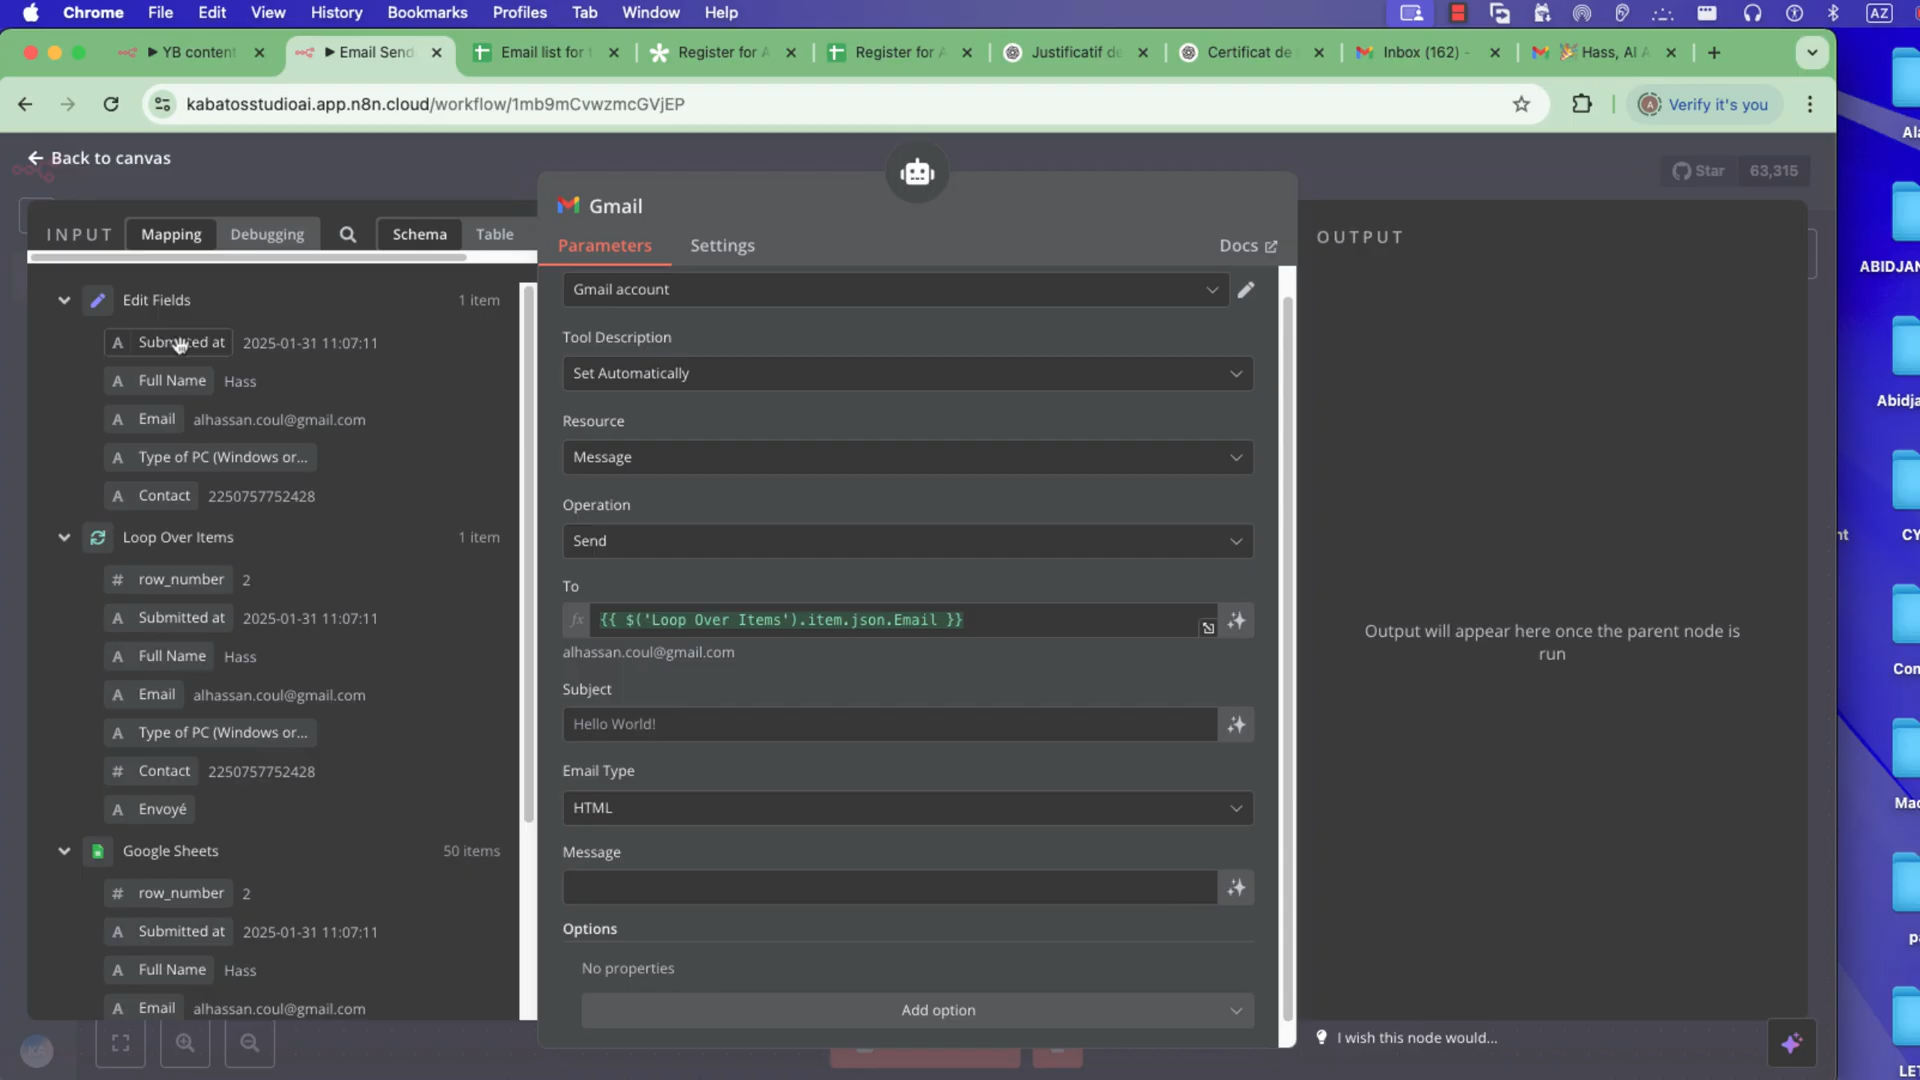 Chrome File Edit View History Bookmarks Profiles Tab Window Help AZ
YB content
Email Send
Email list for
Register for A
Register for A
Justificatif de
Certificat de
Inbox (162) -
Hass, AI A
kabatosstudioai.app.n8n.cloud/workflow/1mb9mCvwzmcGVjEP
Verify it's you
Back to canvas
Star 63,315
INPUT Mapping Debugging Schema Table
Edit Fields 1 item
A Submitted at 2025-01-31 11:07:11
A Full Name Hass
A Email alhassan.coul@gmail.com
A Type of PC (Windows or...
A Contact 2250757752428
Loop Over Items 1 item
# row_number 2
A Submitted at 2025-01-31 11:07:11
A Full Name Hass
A Email alhassan.coul@gmail.com
A Type of PC (Windows or...
# Contact 2250757752428
A Envoyé
Google Sheets 50 items
# row_number 2
A Submitted at 2025-01-31 11:07:11
A Full Name Hass
A Email alhassan.coul@gmail.com
Gmail
Parameters Settings Docs
Gmail account
Tool Description
Set Automatically
Resource
Message
Operation
Send
To
fx {{ $('Loop Over Items').item.json.Email }}
alhassan.coul@gmail.com
Subject
Hello World!
Email Type
HTML
Message
Options
No properties
Add option
OUTPUT
Output will appear here once the parent node is
run
I wish this node would...
Ala
ABIDJAN
Abidja
CY
nt
Con
Mac
pa
LET